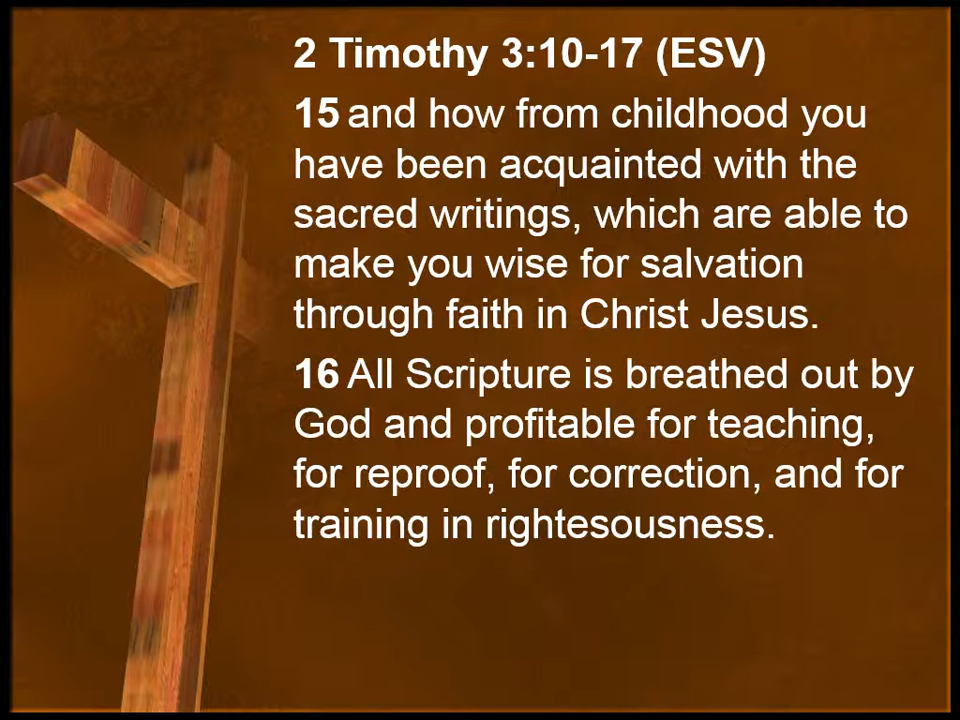 2 Timothy 3:10-17 (ESV)
15 and how from childhood you
have been acquainted with the
sacred writings, which are able to
make you wise for salvation
through faith in Christ Jesus.
16 All Scripture is breathed out by
God and profitable for teaching,
for reproof, for correction, and for
training in rightesousness.